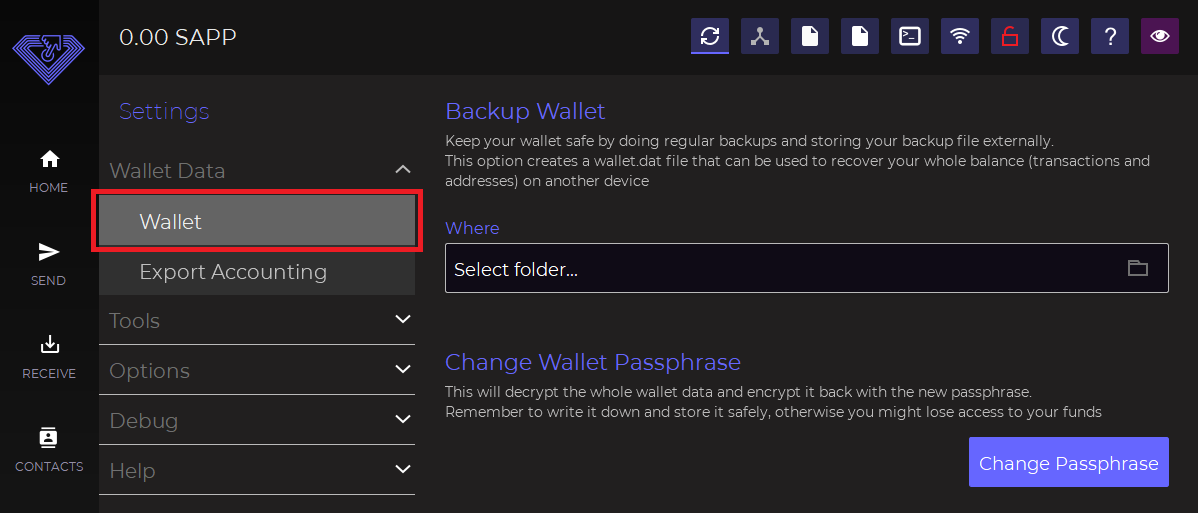 0.00 SAPP
HOME
SEND
RECEIVE
CONTACTS
Settings
Wallet Data
Wallet
Export Accounting
Tools
Options
Debug
Help
Backup Wallet
Keep your wallet safe by doing regular backups and storing your backup file externally.
This option creates a wallet.dat file that can be used to recover your whole balance (transactions and
addresses) on another device
Where
Select folder...
Change Wallet Passphrase
This will decrypt the whole wallet data and encrypt it back with the new passphrase.
Remember to write it down and store it safely, otherwise you might lose access to your funds
Change Passphrase